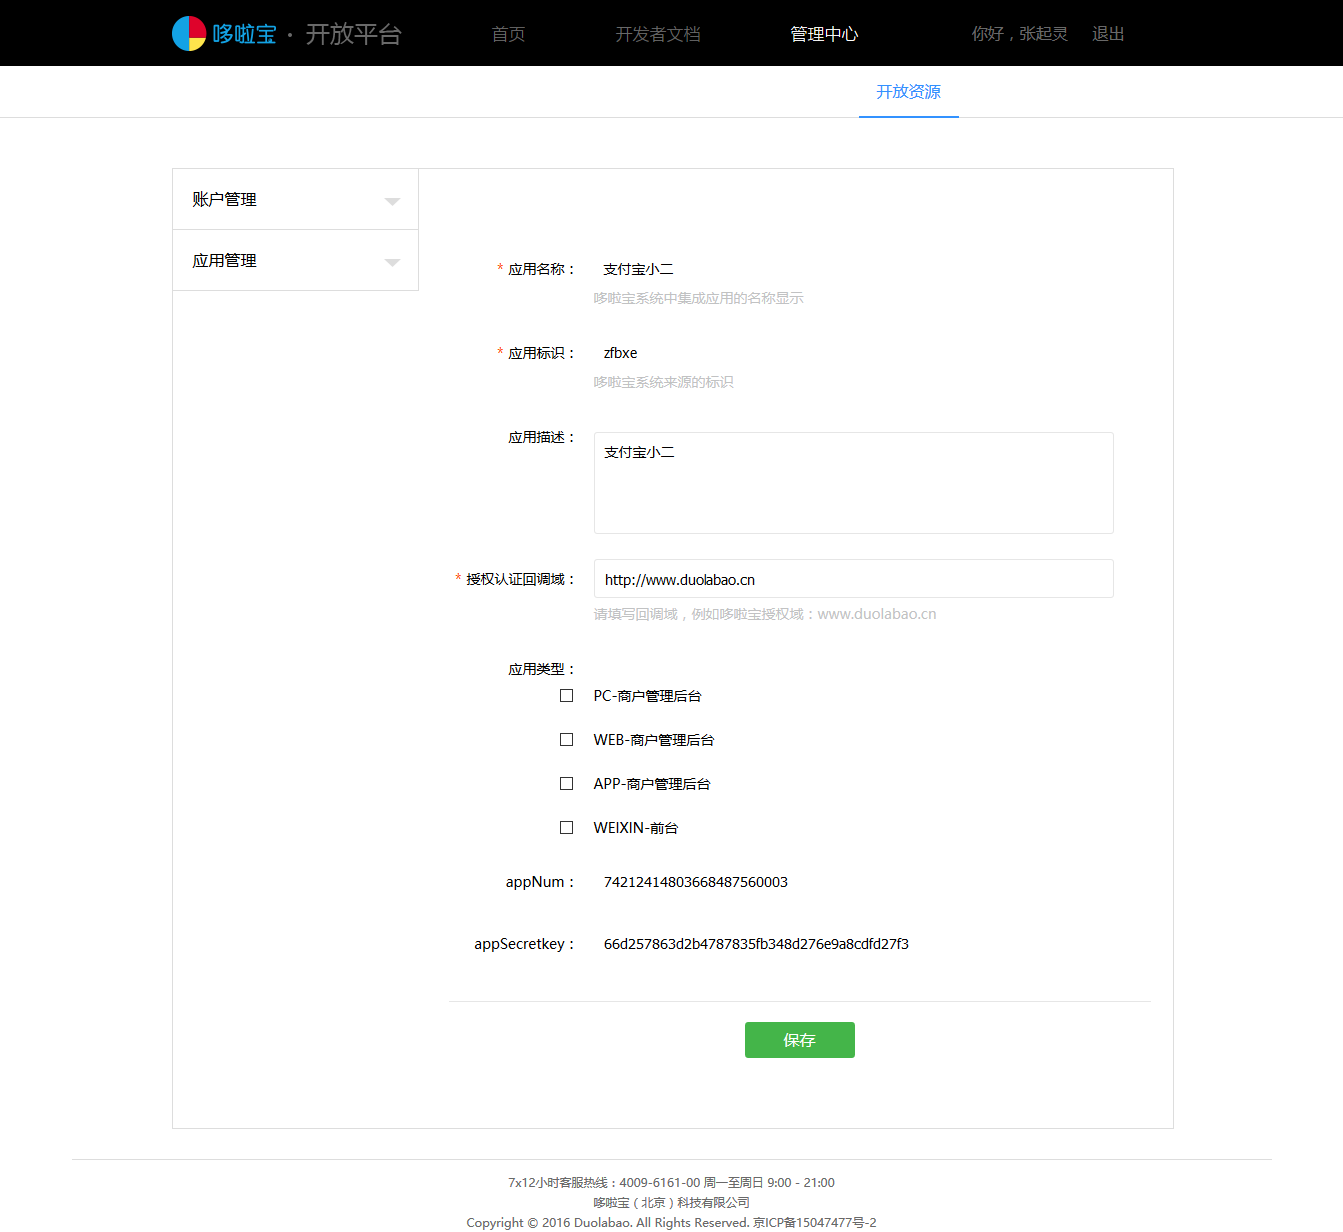 哆啦宝 · 开放平台 首页 开发者文档 管理中心 你好，张起灵 退出
开放资源
账户管理
应用管理
* 应用名称： 支付宝小二
哆啦宝系统中集成应用的名称显示
* 应用标识： zfbxe
哆啦宝系统来源的标识
应用描述： 支付宝小二
* 授权认证回调域： http://www.duolabao.cn
请填写回调域，例如哆啦宝授权域：www.duolabao.cn
应用类型：
PC-商户管理后台
WEB-商户管理后台
APP-商户管理后台
WEIXIN-前台
appNum： 74212414803668487560003
appSecretkey： 66d257863d2b4787835fb348d276e9a8cdfd27f3
保存
7x12小时客服热线：4009-6161-00 周一至周日 9:00 - 21:00
哆啦宝（北京）科技有限公司
Copyright © 2016 Duolabao. All Rights Reserved. 京ICP备15047477号-2